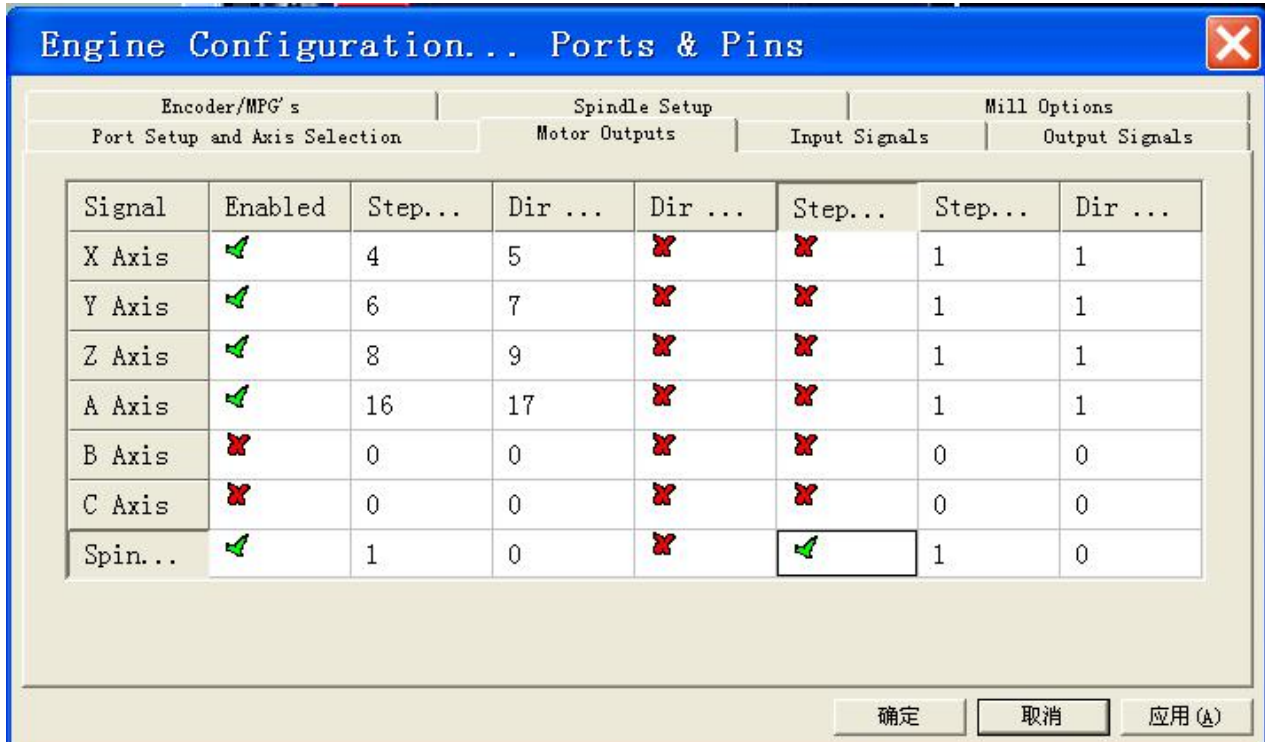 Engine Configuration... Ports & Pins
Encoder/MPG's Spindle Setup Mill Options
Port Setup and Axis Selection Motor Outputs Input Signals Output Signals
Signal Enabled Step... Dir ... Dir ... Step... Step... Dir ...
X Axis 4 5 1 1
Y Axis 6 7 1 1
Z Axis 8 9 1 1
A Axis 16 17 1 1
B Axis 0 0 0 0
C Axis 0 0 0 0
Spin... 1 0 1 0
确定 取消 应用(A)